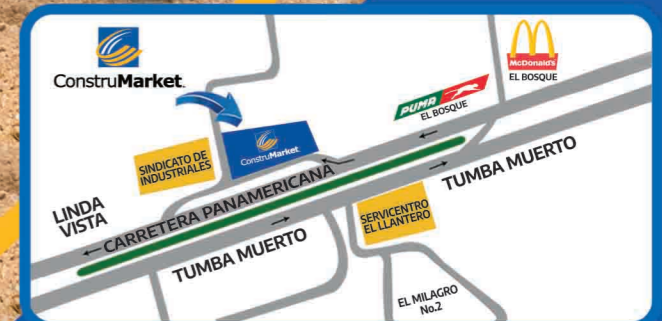 ConstruMarket.
McDonald's
EL BOSQUE
PUMA
EL BOSQUE
SINDICATO DE
INDUSTRIALES
ConstruMarket.
LINDA
VISTA
CARRETERA PANAMERICANA
TUMBA MUERTO
SERVICENTRO
EL LLANTERO
TUMBA MUERTO
EL MILAGRO
No.2